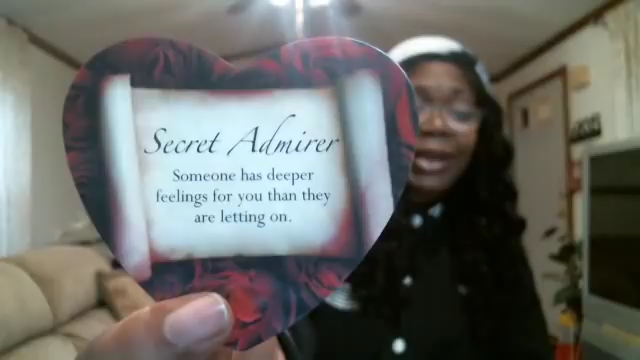 Secret Admirer
Someone has deeper
feelings for you than they
are letting on.